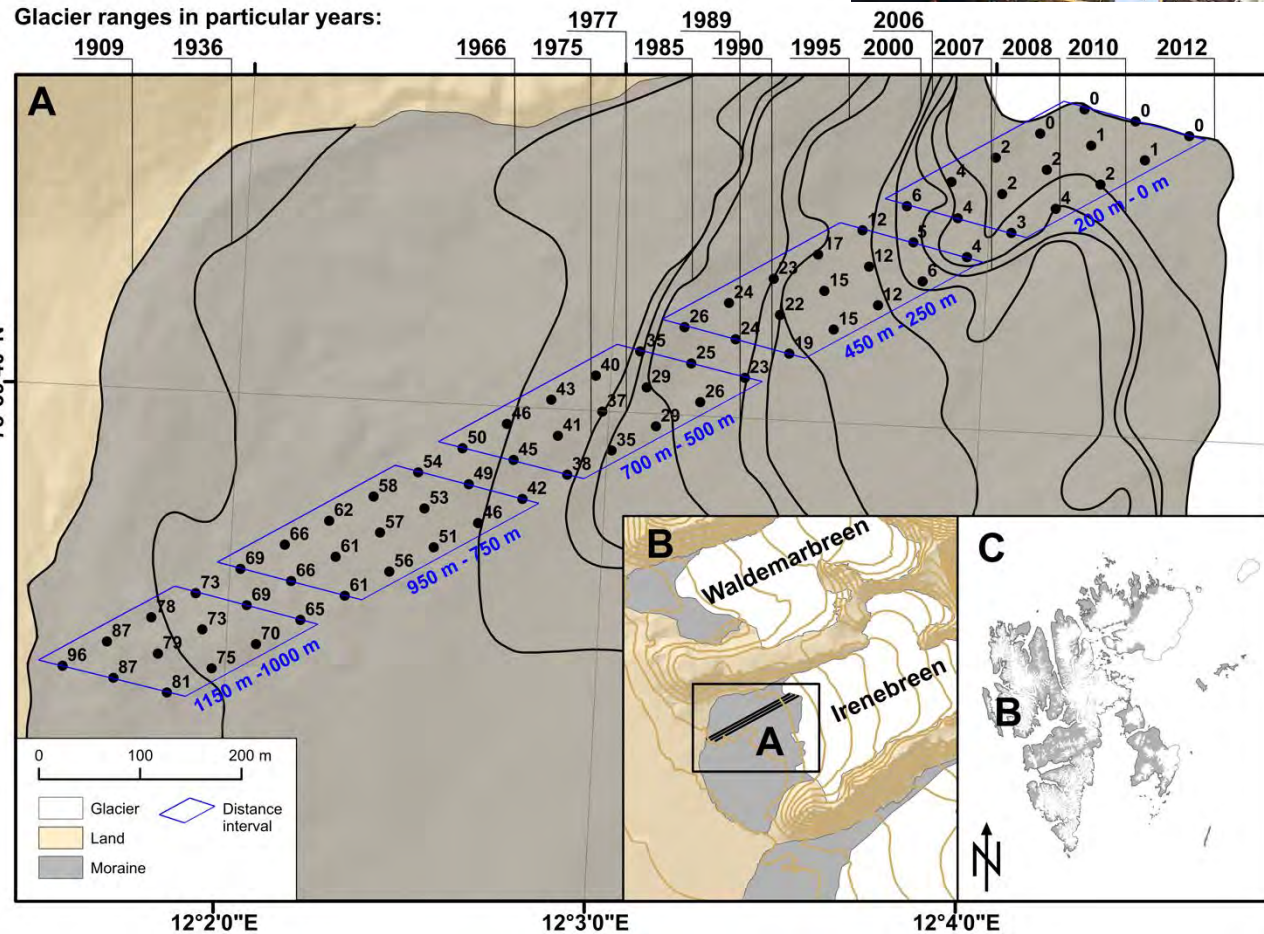 Glacier ranges in particular years:
1977 1989 2006
1909 1936 1966 1975 1985 1990 1995 2000 2007 2008 2010 2012
A
0
0 0
0 1
2 2 1
4 2 2
6 4 4
3
200 m - 0 m
12 5 4
17 12 6
23 15 12
24 22 15
26 24 19
450 m - 250 m
35 25 23
40 29 26
43 37 29
46 41 35
50 45 38
700 m - 500 m
54 49 42
58 53 46
62 57 51
66 61 56
69 66 61
950 m - 750 m
73 69 65
78 73 70
87 79 75
96 87 81
1150 m -1000 m
0 100 200 m
Glacier
Land
Moraine
Distance
interval
B
Waldemarbreen
Irenebreen
A
C
B
N
12°2'0"E 12°3'0"E 12°4'0"E